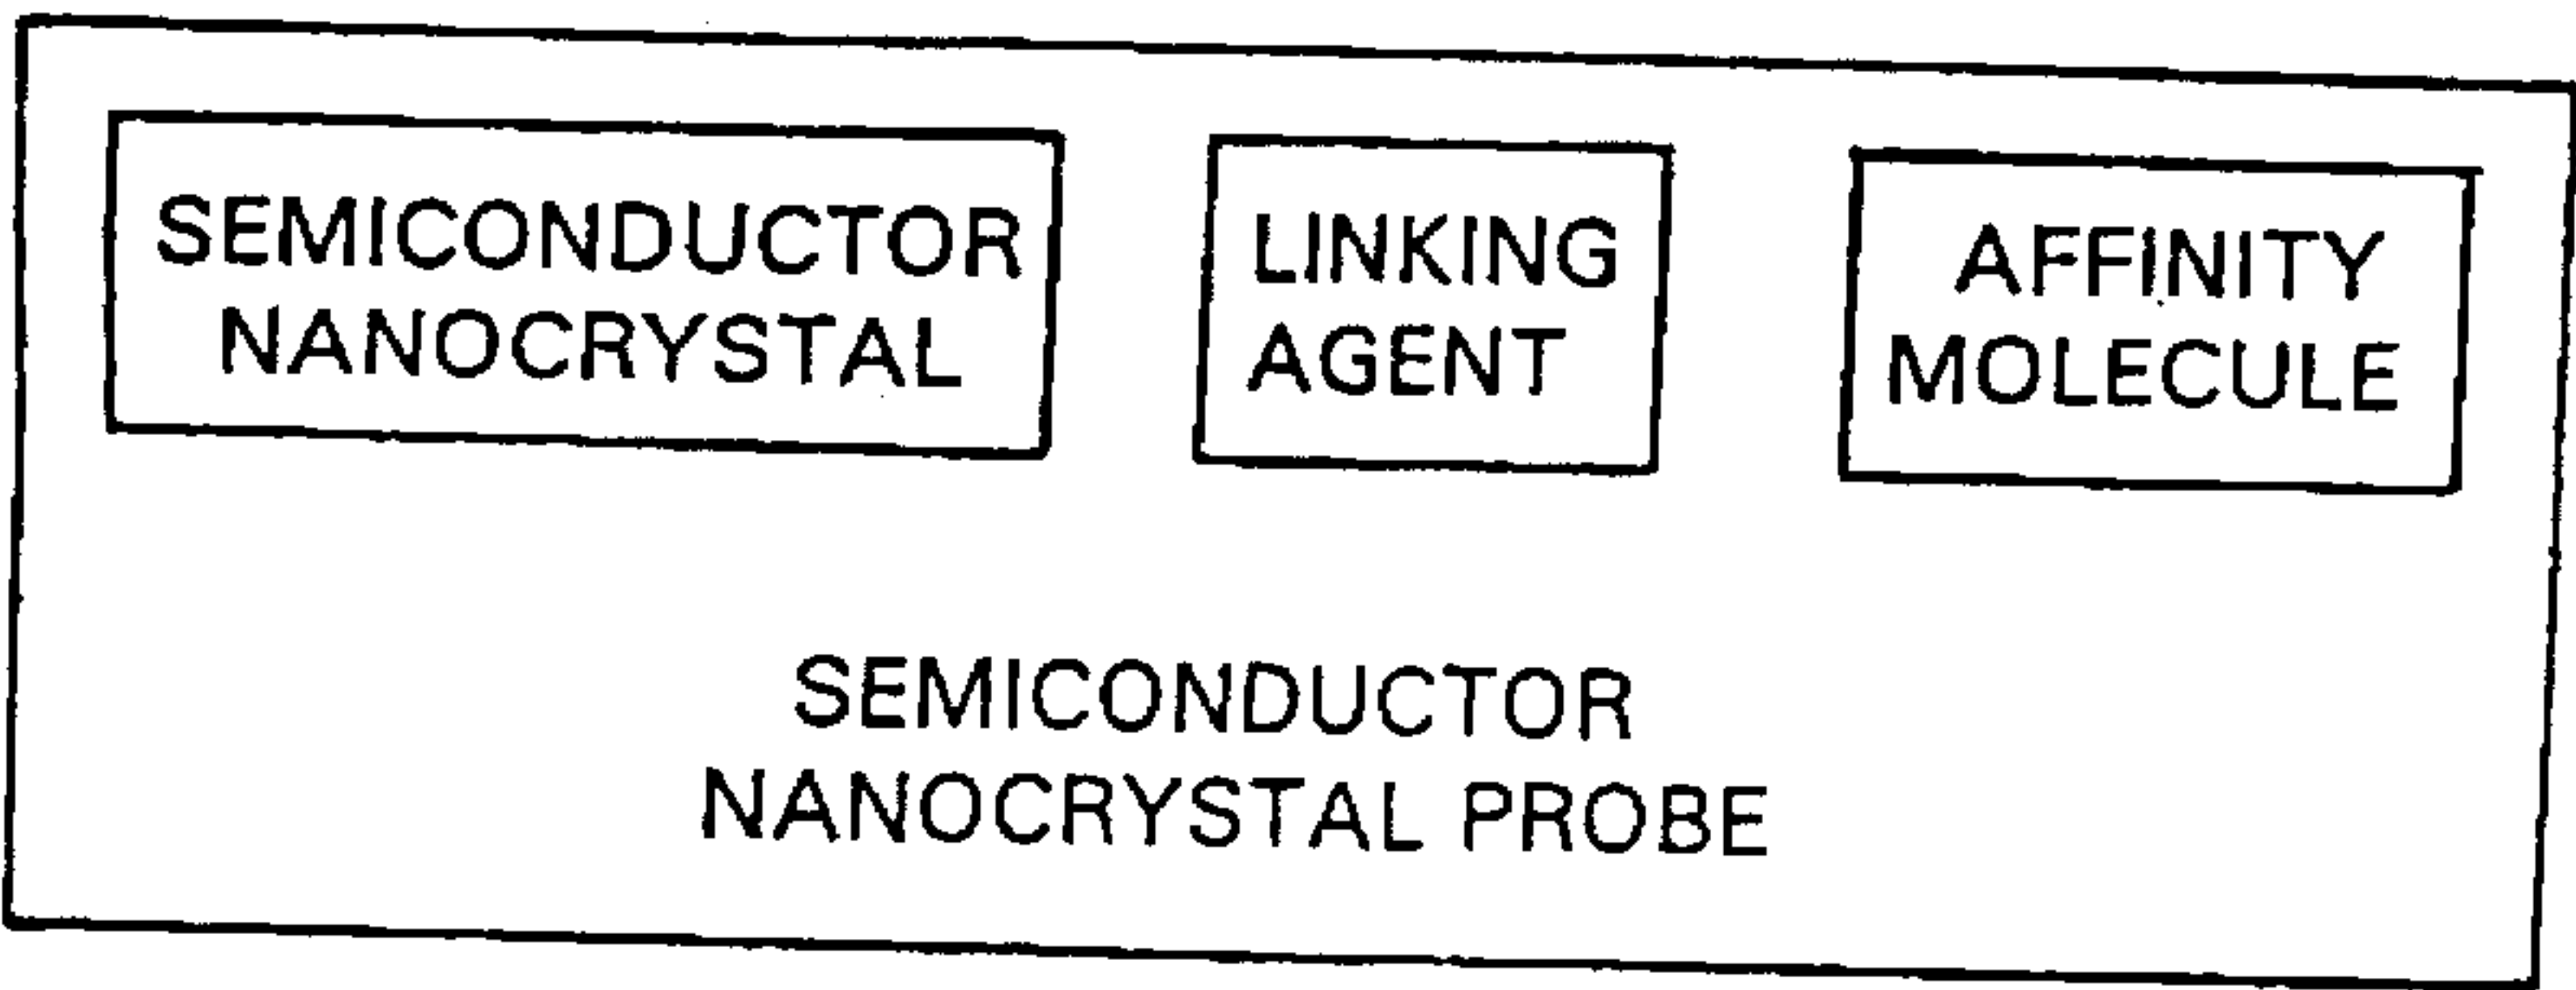 SEMICONDUCTOR
NANOCRYSTAL
LINKING
AGENT
AFFINITY
MOLECULE
SEMICONDUCTOR
NANOCRYSTAL PROBE